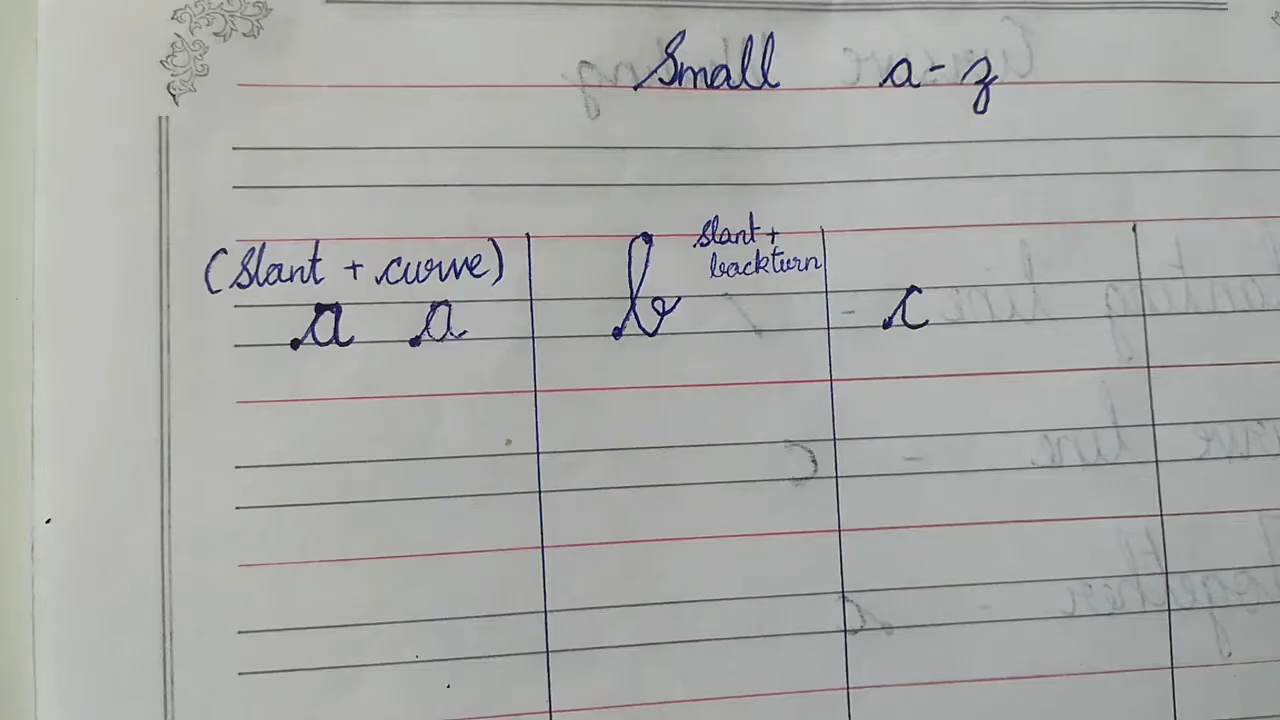 Small a-z
(Slant + curve)
slant +
backturn
a a b c